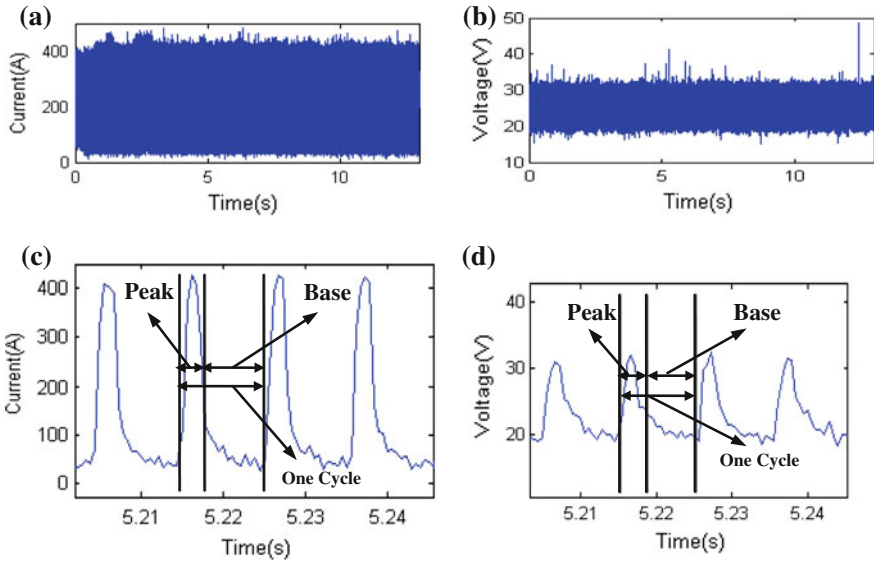 (a)
Current(A)
400
200
0
0
5
10
Time(s)
(b)
Voltage(V)
50
40
30
20
10
0
5
10
Time(s)
(c)
Current(A)
400
300
200
100
0
Peak
Base
One Cycle
5.21
5.22
5.23
5.24
Time(s)
(d)
Voltage(V)
40
30
20
Peak
Base
One Cycle
5.21
5.22
5.23
5.24
Time(s)